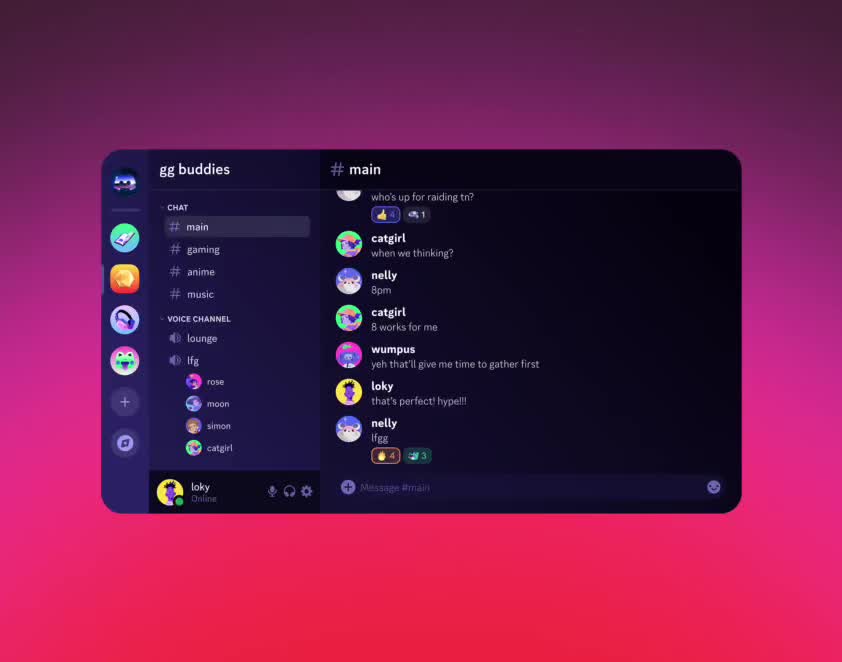 gg buddies
CHAT
# main
# gaming
# anime
# music
VOICE CHANNEL
lounge
lfg
rose
moon
simon
catgirl
loky
Online
# main
who's up for raiding tn?
4 1
catgirl
when we thinking?
nelly
8pm
catgirl
8 works for me
wumpus
yeh that'll give me time to gather first
loky
that's perfect! hype!!!
nelly
lfgg
4 3
Message #main